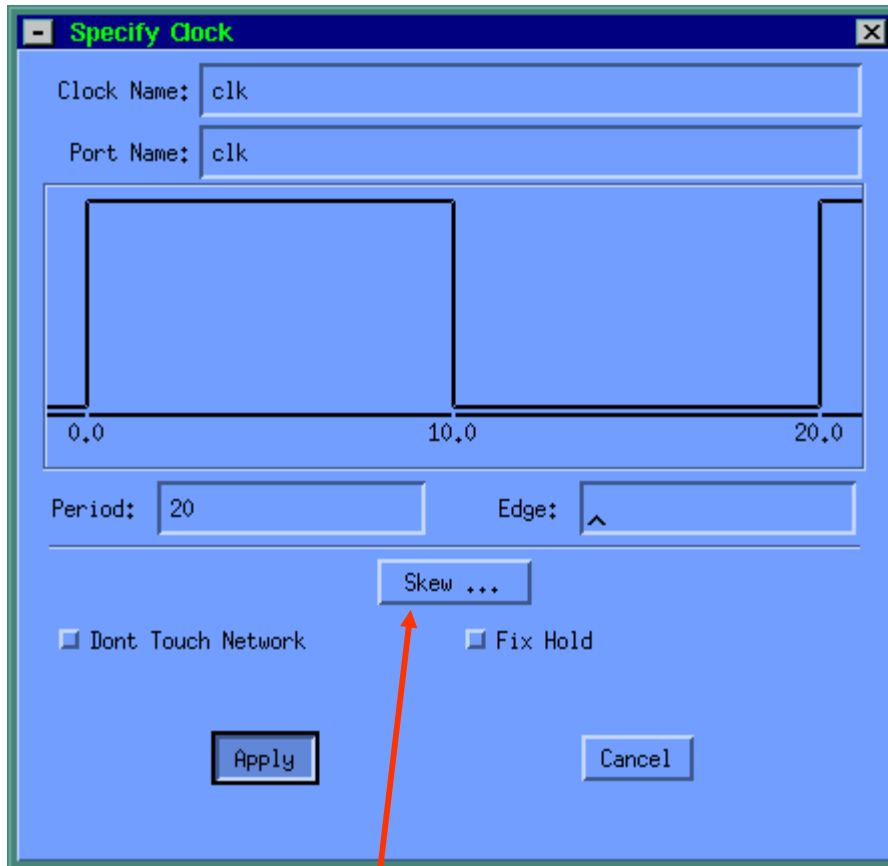 Specify Clock
Clock Name: clk
Port Name: clk
0.0 10.0 20.0
Period: 20 Edge:
Skew ...
Dont Touch Network Fix Hold
Apply Cancel